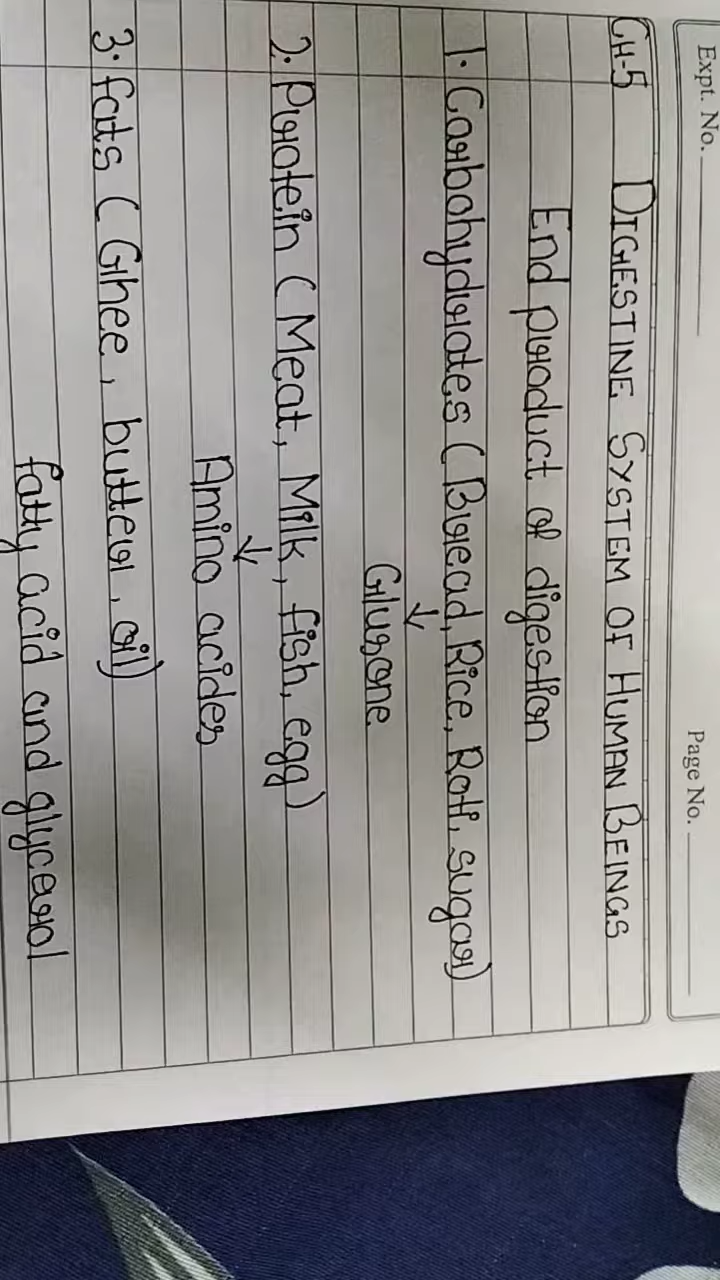 Expt. No.
Page No.
CH-5 DIGESTINE SYSTEM OF HUMAN BEINGS
End product of digestion
1. Carbohydrates (Bread, Rice, Roti, sugar)
↓
Gluzone
2. Protein (Meat, Milk, fish, egg)
↓
Amino acides
3. fats (Ghee, butter, oil)
fatty acid and glycerol